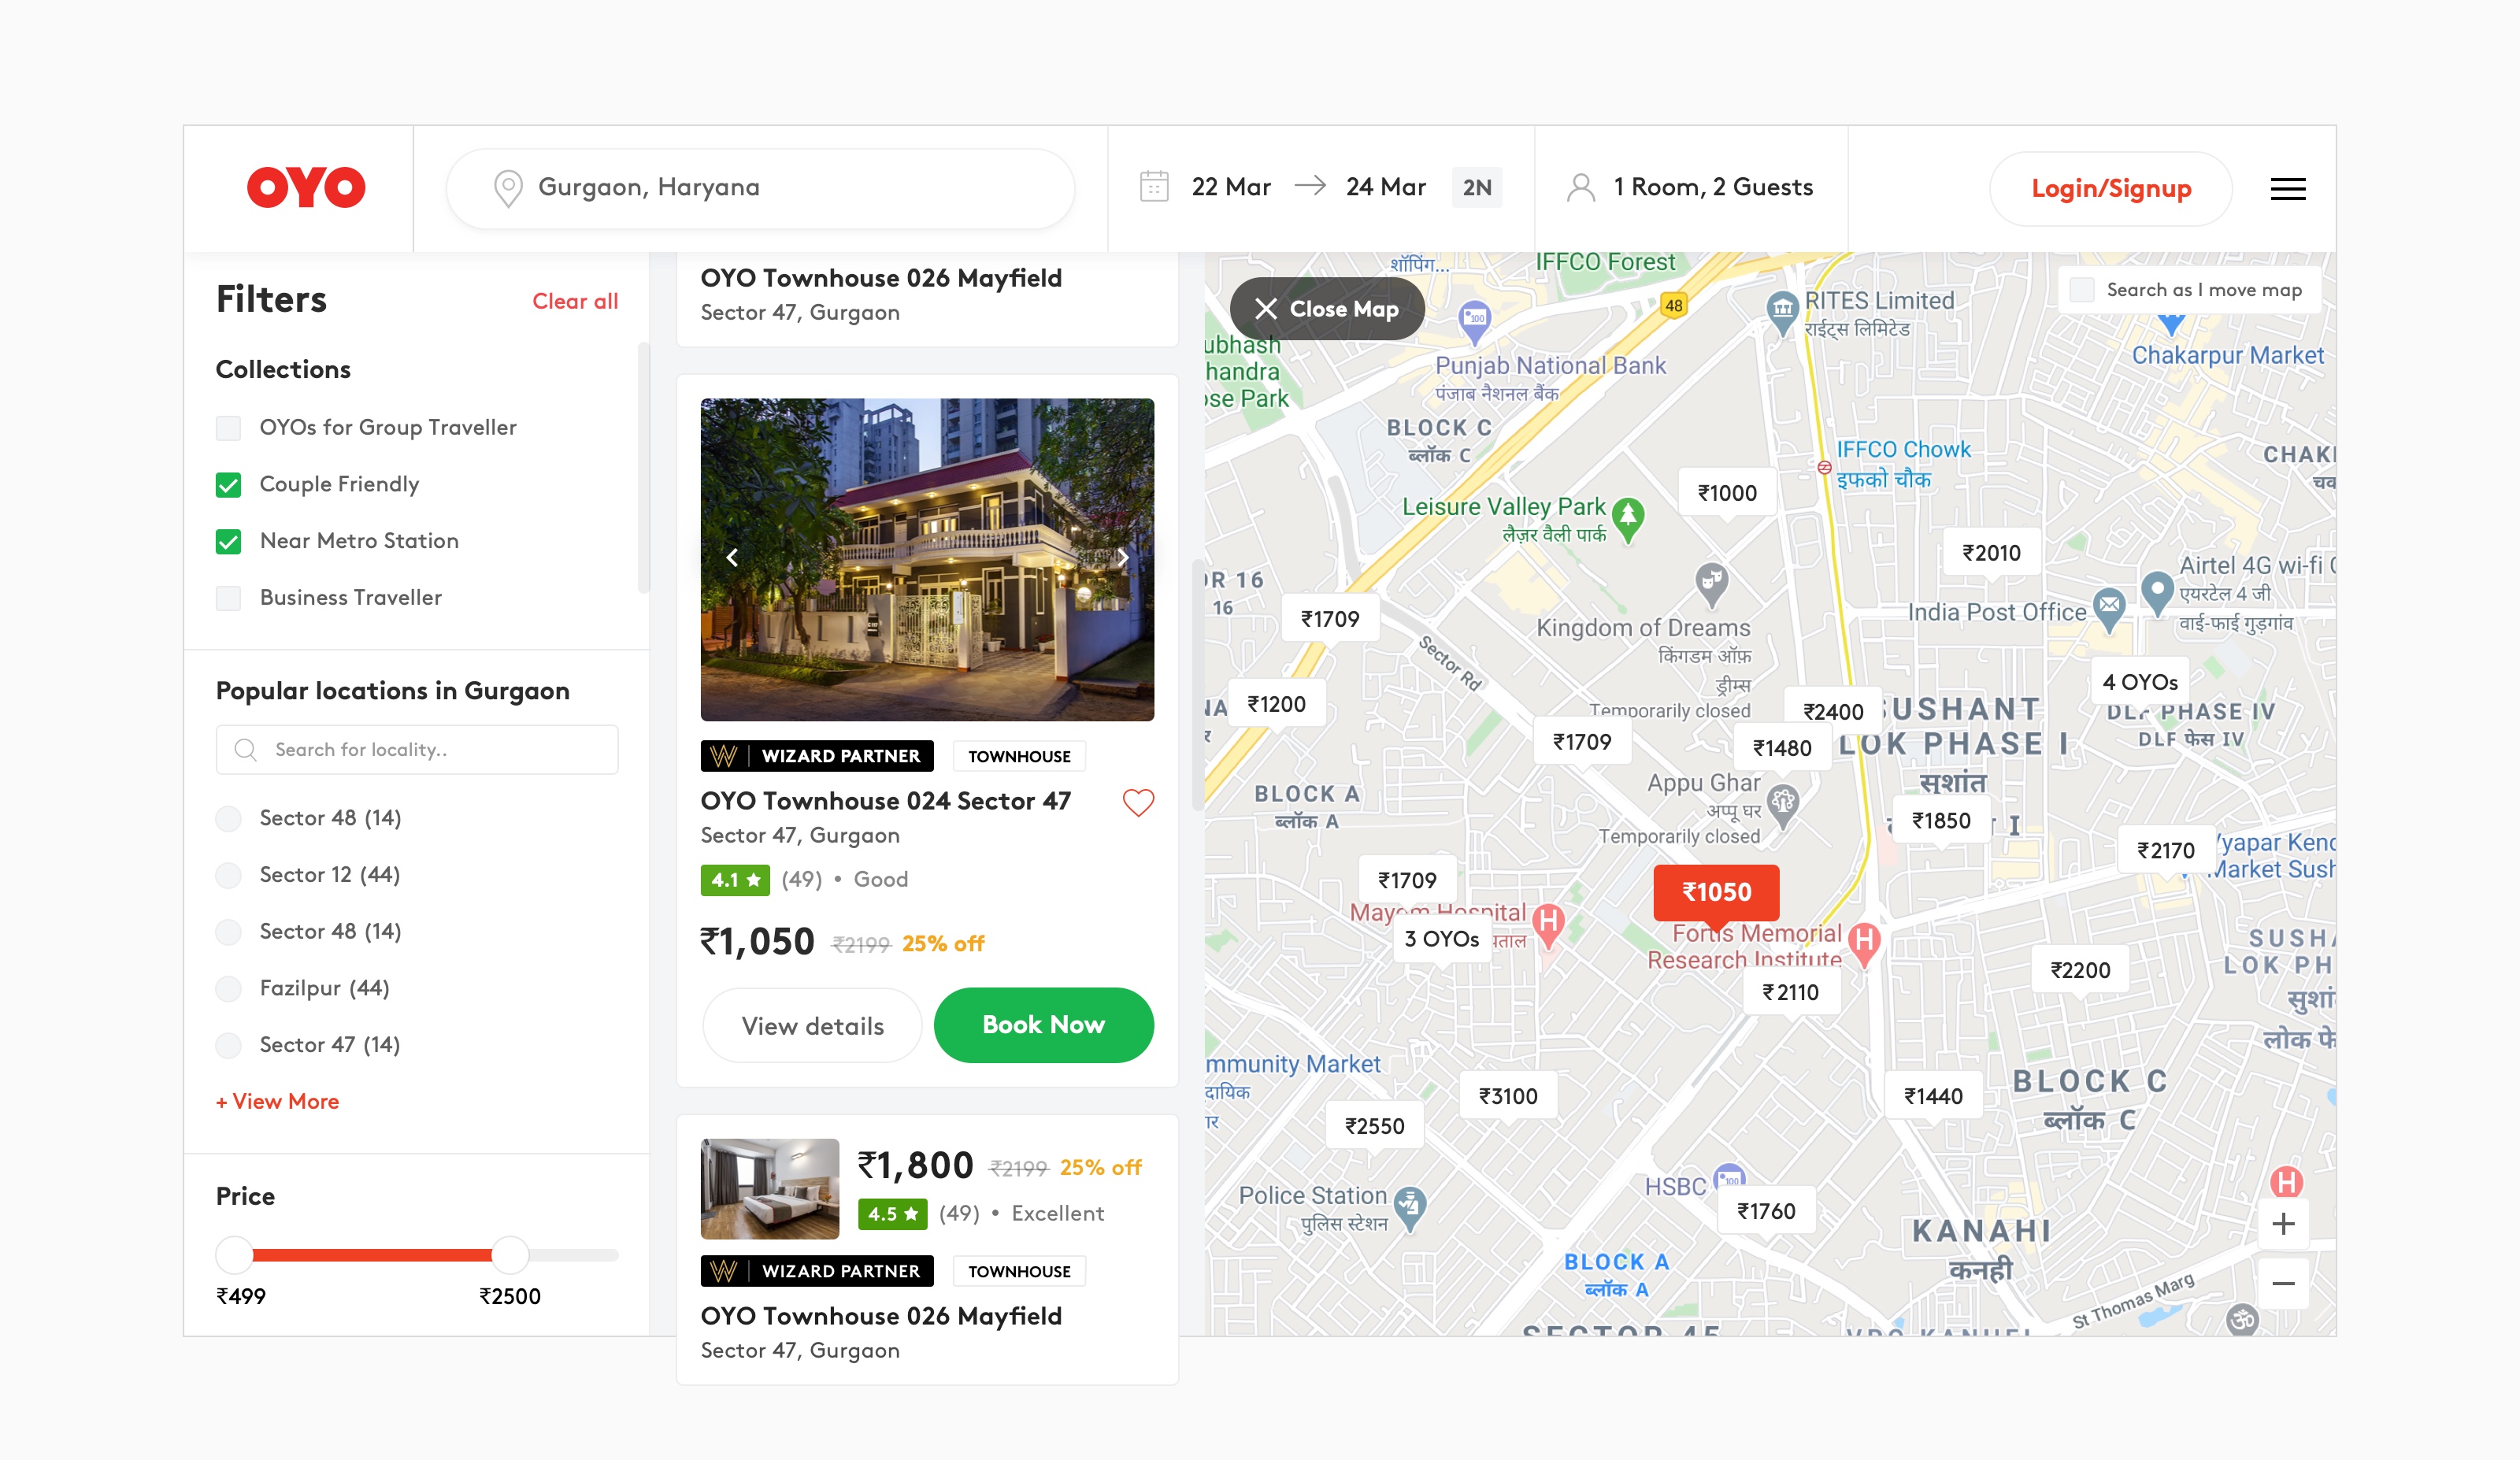 OYO
Gurgaon, Haryana
22 Mar
24 Mar
2N
1 Room, 2 Guests
Login/Signup
Filters
Clear all
Collections
OYOs for Group Traveller
Couple Friendly
Near Metro Station
Business Traveller
Popular locations in Gurgaon
Search for locality..
Sector 48 (14)
Sector 12 (44)
Sector 48 (14)
Fazilpur (44)
Sector 47 (14)
+ View More
Price
₹499
₹2500
OYO Townhouse 026 Mayfield
Sector 47, Gurgaon
W WIZARD PARTNER
TOWNHOUSE
OYO Townhouse 024 Sector 47
Sector 47, Gurgaon
4.1 ★ (49) • Good
₹1,050 ₹2199 25% off
View details
Book Now
₹1,800 ₹2199 25% off
4.5 ★ (49) • Excellent
W WIZARD PARTNER
TOWNHOUSE
OYO Townhouse 026 Mayfield
Sector 47, Gurgaon
Close Map
Search as I move map
शॉपिंग...
IFFCO Forest
48
RITES Limited
राईट्स लिमिटेड
Chakarpur Market
ubhash
handra
ose Park
100
Punjab National Bank
पंजाब नैशनल बैंक
BLOCK C
ब्लॉक C
IFFCO Chowk
इफको चौक
CHAK
चक
₹1000
Leisure Valley Park
लैज़र वैली पार्क
₹2010
Airtel 4G wi-fi
एयरटेल 4 जी
वाई-फाई गुड़गांव
India Post Office
OR 16
16
₹1709
Sector Rd
Kingdom of Dreams
किंगडम ऑफ़
ड्रीम्स
Temporarily closed
4 OYOs
DLF PHASE IV
DLF फेस IV
₹1200
₹2400
SUSHANT
LOK PHASE I
सुशांत
I
₹1709
₹1480
Appu Ghar
अप्पू घर
Temporarily closed
BLOCK A
ब्लॉक A
₹1850
₹2170
Vyapar Kend
Market Sush
₹1709
Mayom Hospital
पताल
3 OYOs
₹1050
Fortis Memorial
Research Institute
H
H
₹2110
₹2200
SUSHA
LOK PH
सुशां
लोक फे
mmunity Market
दायिक
ार
₹3100
₹2550
₹1440
BLOCK C
ब्लॉक C
Police Station
पुलिस स्टेशन
HSBC
100
₹1760
KANAHI
कनही
H
BLOCK A
ब्लॉक A
St Thomas Marg
ॐ
SECTOR 45